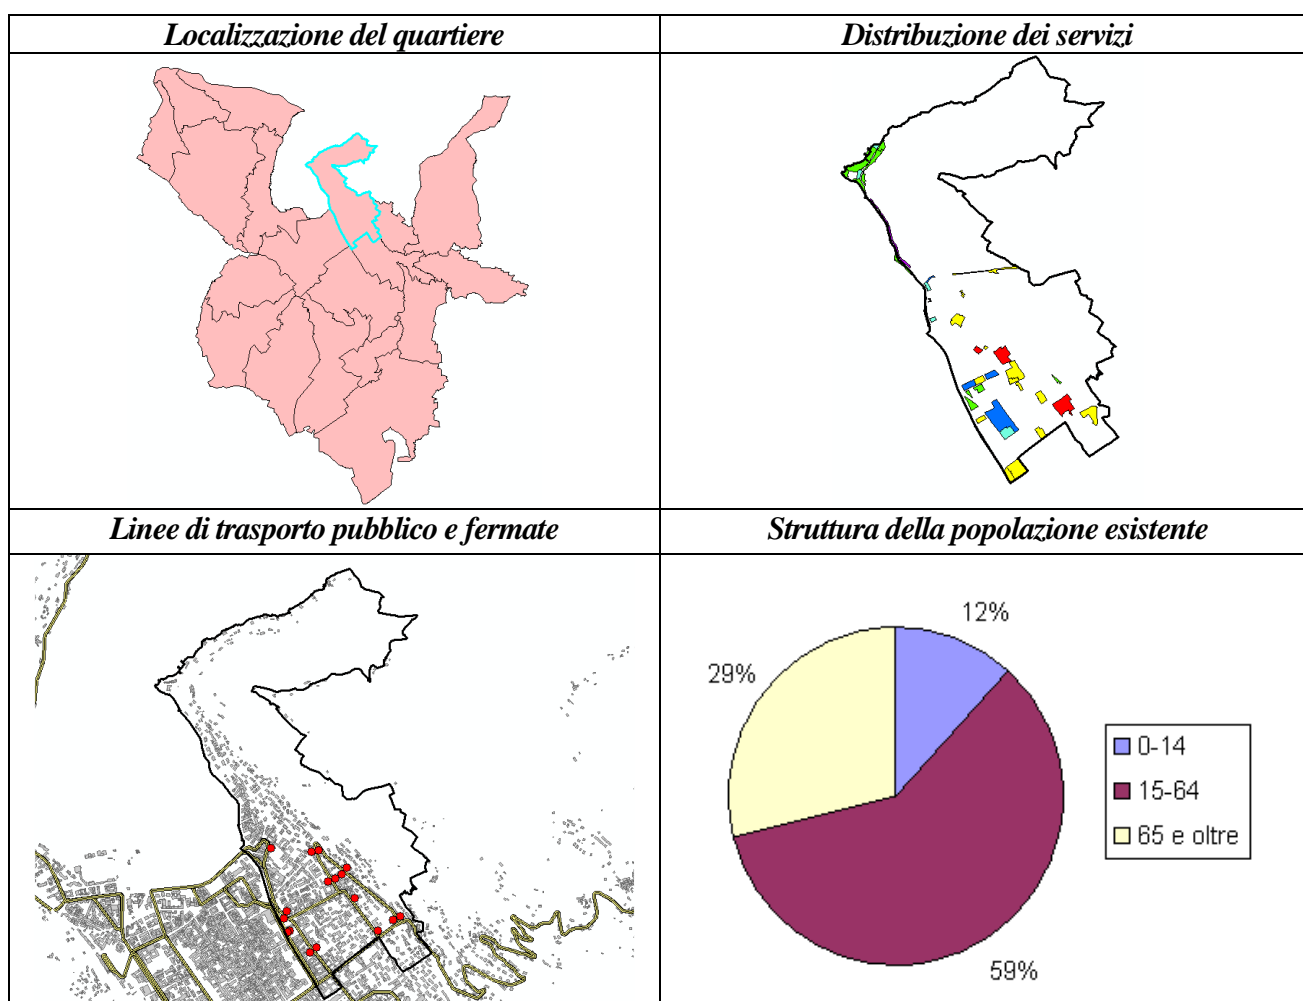 Localizzazione del quartiere
Distribuzione dei servizi
Linee di trasporto pubblico e fermate
Struttura della popolazione esistente
12%
29%
59%
0-14
15-64
65 e oltre